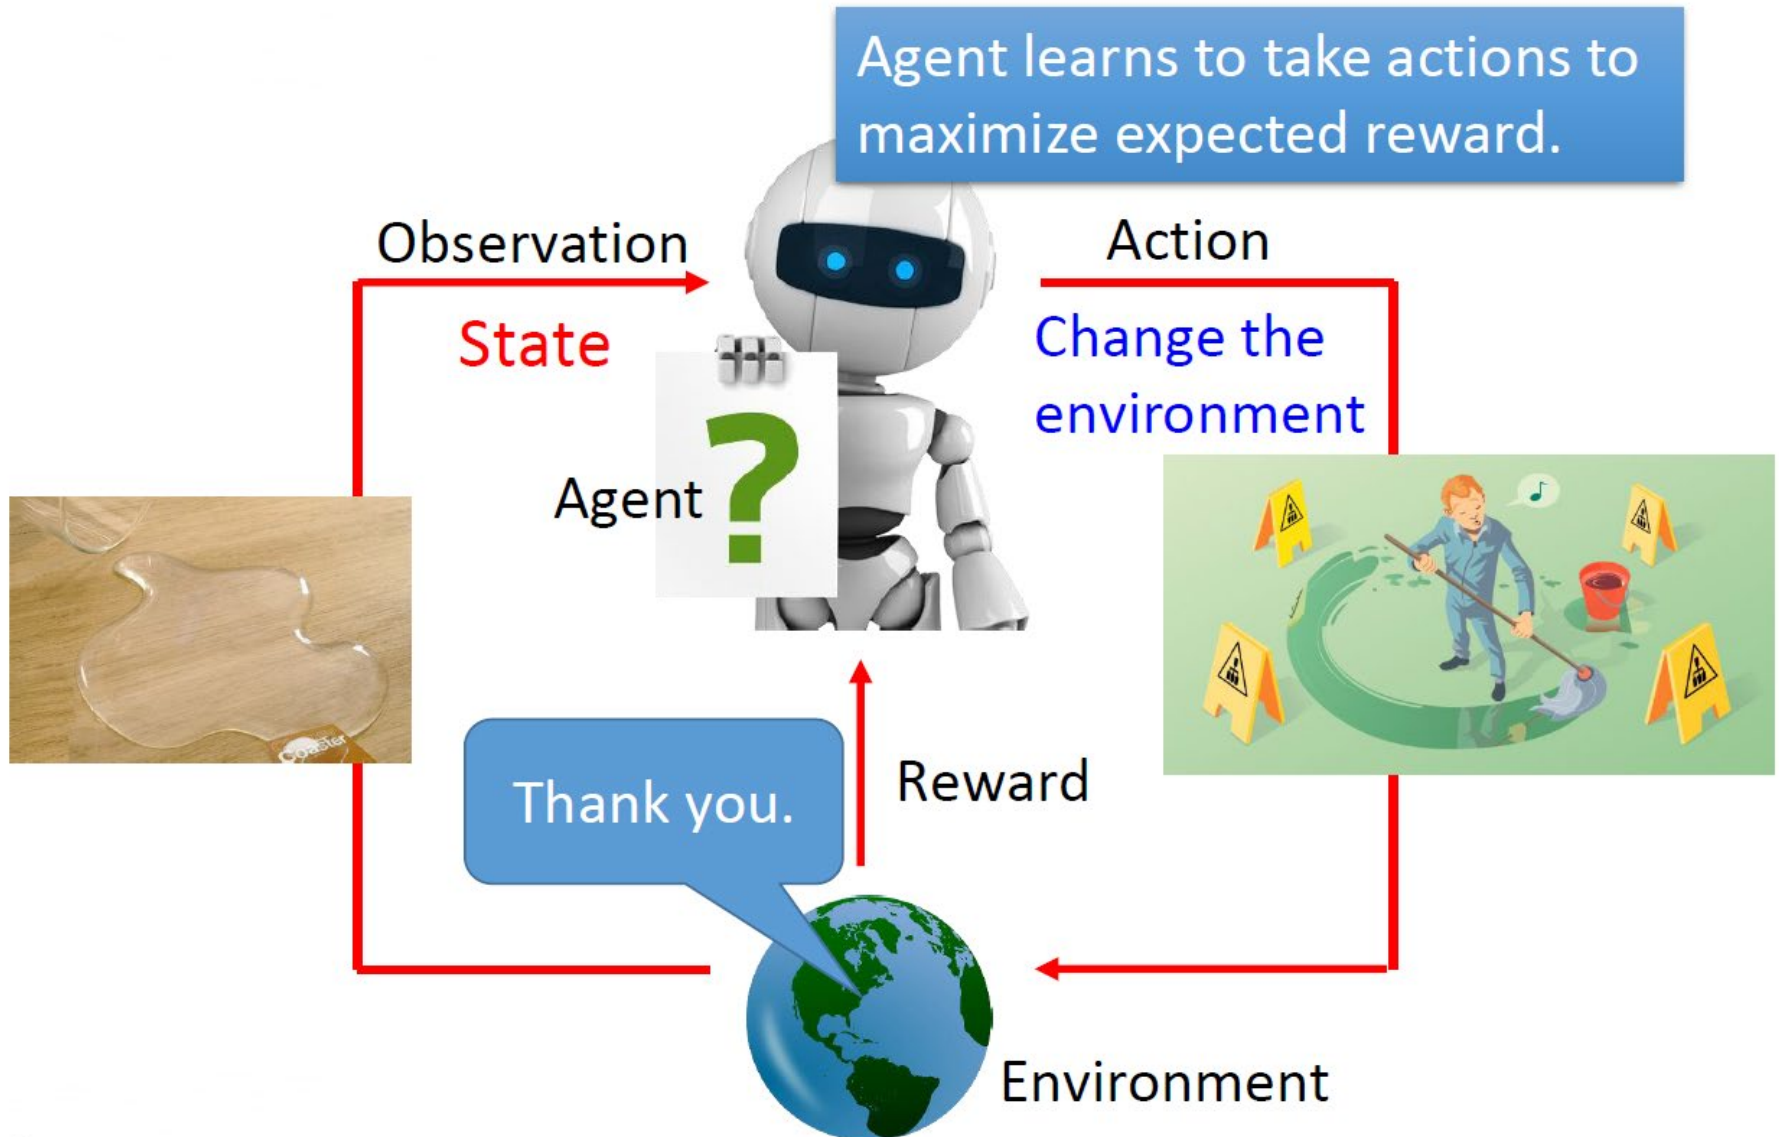 Agent learns to take actions to
maximize expected reward.
Observation
Action
State
Change the
environment
Agent
?
Coaster
Thank you.
Reward
Environment